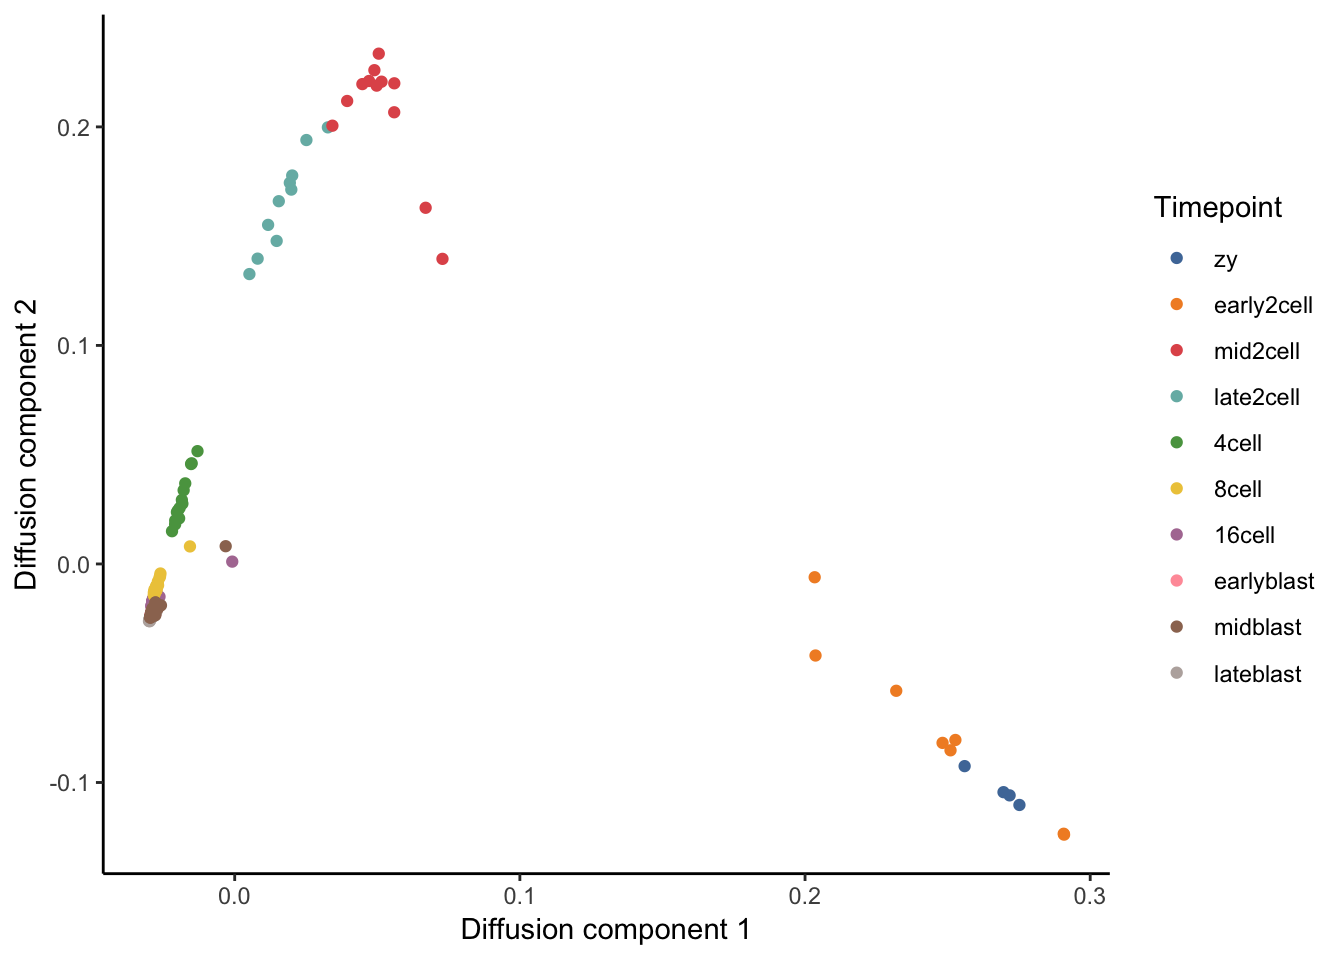 Diffusion component 2
0.2
0.1
0.0
-0.1
0.0
0.1
0.2
0.3
Diffusion component 1
Timepoint
zy
early2cell
mid2cell
late2cell
4cell
8cell
16cell
earlyblast
midblast
lateblast